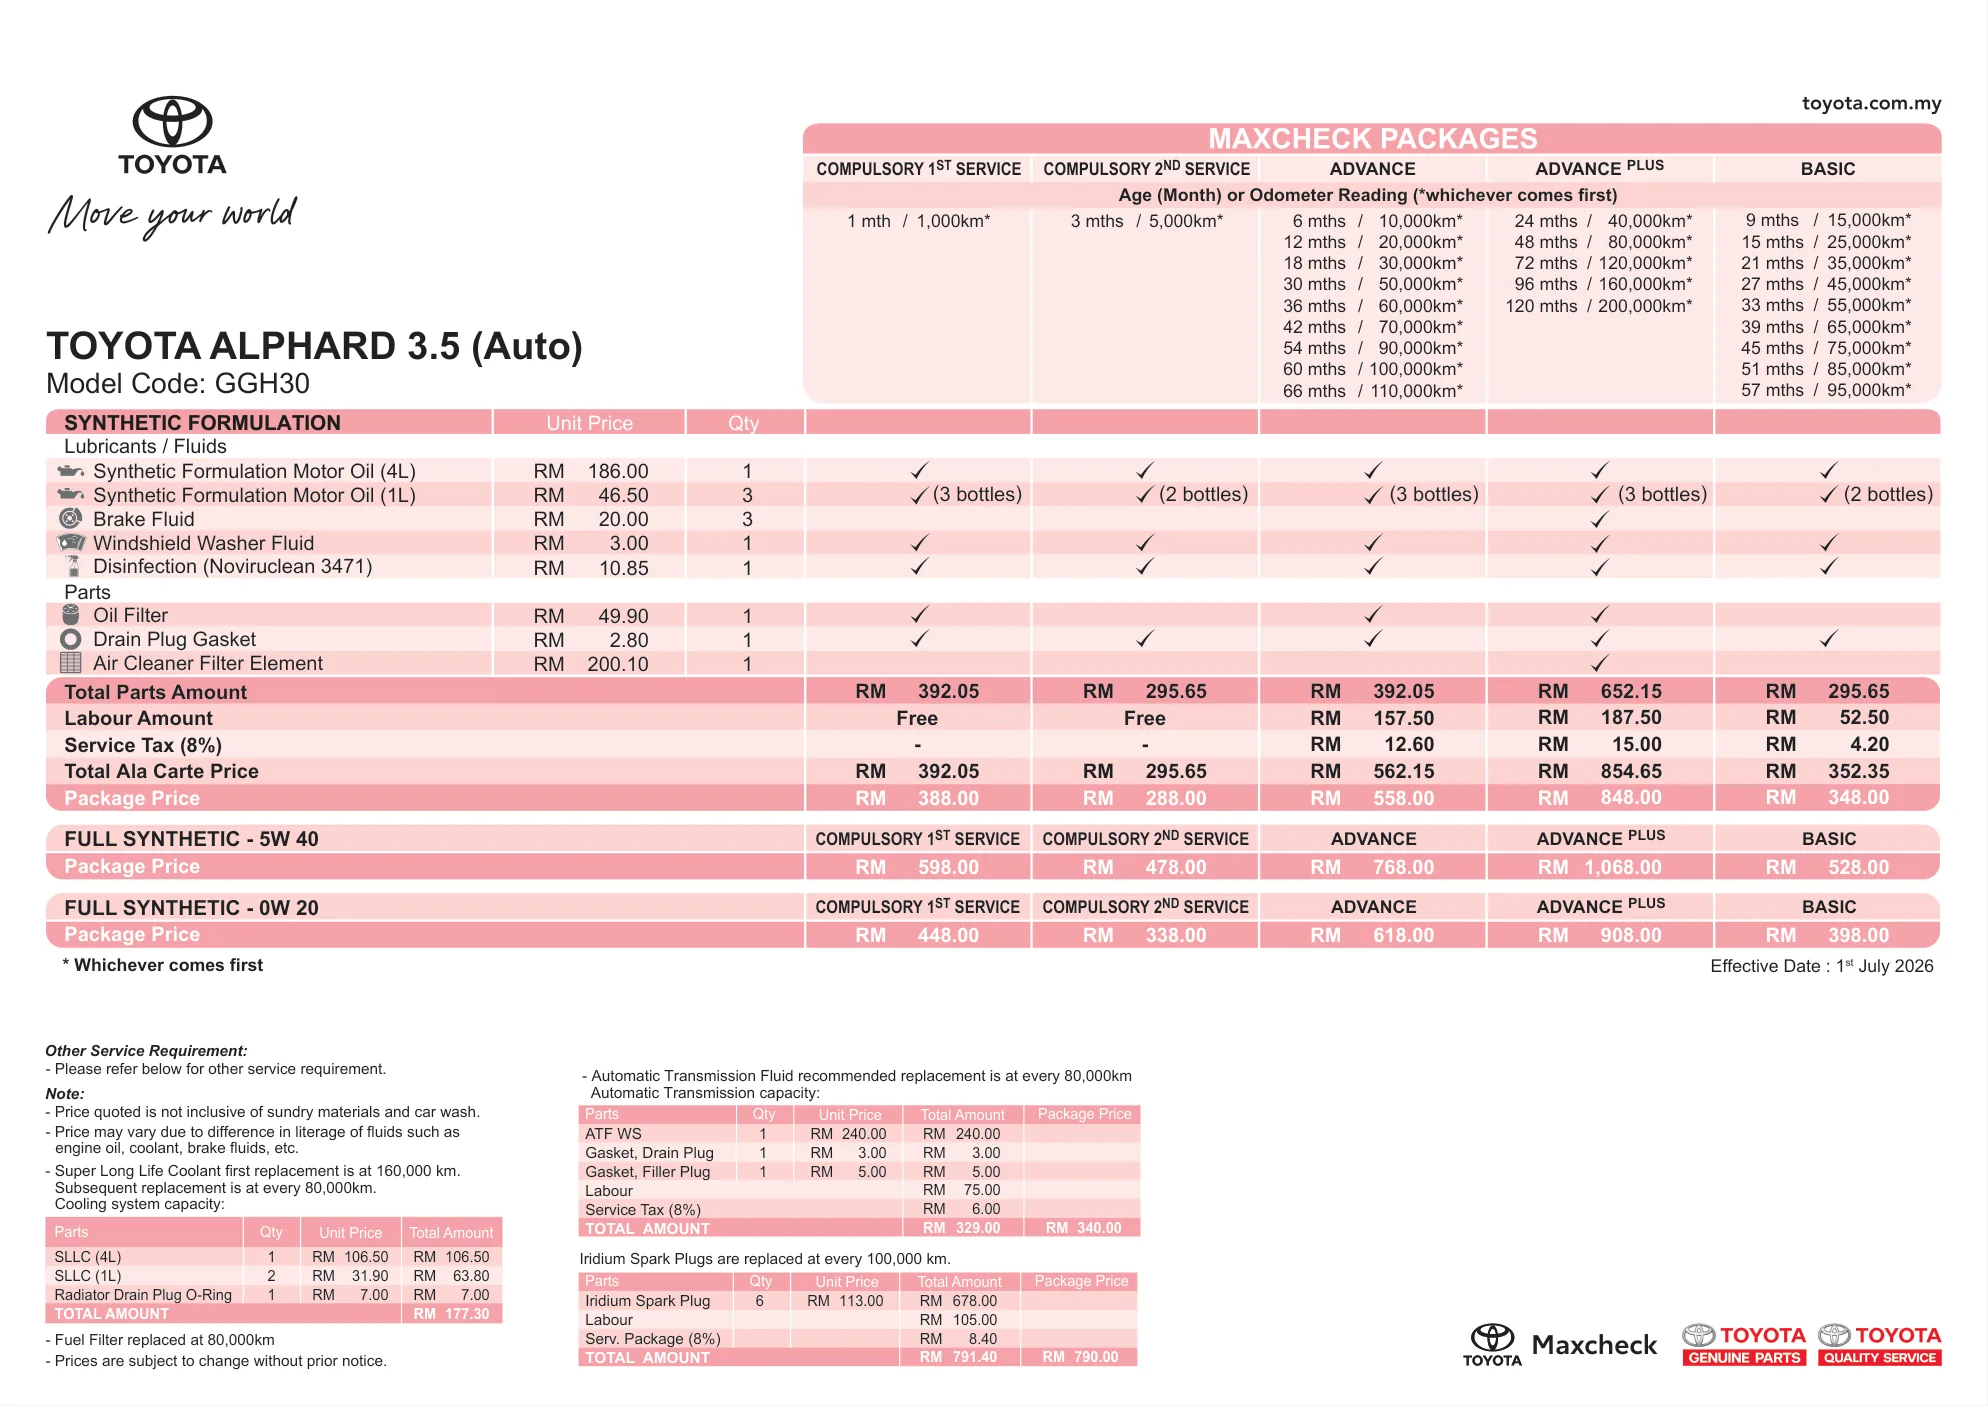 toyota.com.my
TOYOTA
Move your world
MAXCHECK PACKAGES
COMPULSORY 1ST SERVICE COMPULSORY 2ND SERVICE ADVANCE ADVANCE PLUS BASIC
Age (Month) or Odometer Reading (*whichever comes first)
1 mth / 1,000km* 3 mths / 5,000km* 6 mths / 10,000km* 24 mths / 40,000km* 9 mths / 15,000km*
12 mths / 20,000km* 48 mths / 80,000km* 15 mths / 25,000km*
18 mths / 30,000km* 72 mths / 120,000km* 21 mths / 35,000km*
30 mths / 50,000km* 96 mths / 160,000km* 27 mths / 45,000km*
36 mths / 60,000km* 120 mths / 200,000km* 33 mths / 55,000km*
42 mths / 70,000km* 39 mths / 65,000km*
54 mths / 90,000km* 45 mths / 75,000km*
60 mths / 100,000km* 51 mths / 85,000km*
66 mths / 110,000km* 57 mths / 95,000km*
TOYOTA ALPHARD 3.5 (Auto)
Model Code: GGH30
SYNTHETIC FORMULATION Unit Price Qty
Lubricants / Fluids
Synthetic Formulation Motor Oil (4L) RM 186.00 1 ✓ ✓ ✓ ✓ ✓
Synthetic Formulation Motor Oil (1L) RM 46.50 3 ✓ (3 bottles) ✓ (2 bottles) ✓ (3 bottles) ✓ (3 bottles) ✓ (2 bottles)
Brake Fluid RM 20.00 3 ✓
Windshield Washer Fluid RM 3.00 1 ✓ ✓ ✓ ✓ ✓
Disinfection (Noviruclean 3471) RM 10.85 1 ✓ ✓ ✓ ✓ ✓
Parts
Oil Filter RM 49.90 1 ✓ ✓ ✓
Drain Plug Gasket RM 2.80 1 ✓ ✓ ✓ ✓ ✓
Air Cleaner Filter Element RM 200.10 1 ✓
Total Parts Amount RM 392.05 RM 295.65 RM 392.05 RM 652.15 RM 295.65
Labour Amount Free Free RM 157.50 RM 187.50 RM 52.50
Service Tax (8%) - - RM 12.60 RM 15.00 RM 4.20
Total Ala Carte Price RM 392.05 RM 295.65 RM 562.15 RM 854.65 RM 352.35
Package Price RM 388.00 RM 288.00 RM 558.00 RM 848.00 RM 348.00
FULL SYNTHETIC - 5W 40 COMPULSORY 1ST SERVICE COMPULSORY 2ND SERVICE ADVANCE ADVANCE PLUS BASIC
Package Price RM 598.00 RM 478.00 RM 768.00 RM 1,068.00 RM 528.00
FULL SYNTHETIC - 0W 20 COMPULSORY 1ST SERVICE COMPULSORY 2ND SERVICE ADVANCE ADVANCE PLUS BASIC
Package Price RM 448.00 RM 338.00 RM 618.00 RM 908.00 RM 398.00
* Whichever comes first
Effective Date : 1st July 2026
Other Service Requirement:
- Please refer below for other service requirement.
Note:
- Price quoted is not inclusive of sundry materials and car wash.
- Price may vary due to difference in literage of fluids such as
engine oil, coolant, brake fluids, etc.
- Super Long Life Coolant first replacement is at 160,000 km.
Subsequent replacement is at every 80,000km.
Cooling system capacity:
Parts Qty Unit Price Total Amount
SLLC (4L) 1 RM 106.50 RM 106.50
SLLC (1L) 2 RM 31.90 RM 63.80
Radiator Drain Plug O-Ring 1 RM 7.00 RM 7.00
TOTAL AMOUNT RM 177.30
- Fuel Filter replaced at 80,000km
- Prices are subject to change without prior notice.
- Automatic Transmission Fluid recommended replacement is at every 80,000km
Automatic Transmission capacity:
Parts Qty Unit Price Total Amount Package Price
ATF WS 1 RM 240.00 RM 240.00
Gasket, Drain Plug 1 RM 3.00 RM 3.00
Gasket, Filler Plug 1 RM 5.00 RM 5.00
Labour RM 75.00
Service Tax (8%) RM 6.00
TOTAL AMOUNT RM 329.00 RM 340.00
Iridium Spark Plugs are replaced at every 100,000 km.
Parts Qty Unit Price Total Amount Package Price
Iridium Spark Plug 6 RM 113.00 RM 678.00
Labour RM 105.00
Serv. Package (8%) RM 8.40
TOTAL AMOUNT RM 791.40 RM 790.00
TOYOTA Maxcheck
TOYOTA GENUINE PARTS
TOYOTA QUALITY SERVICE